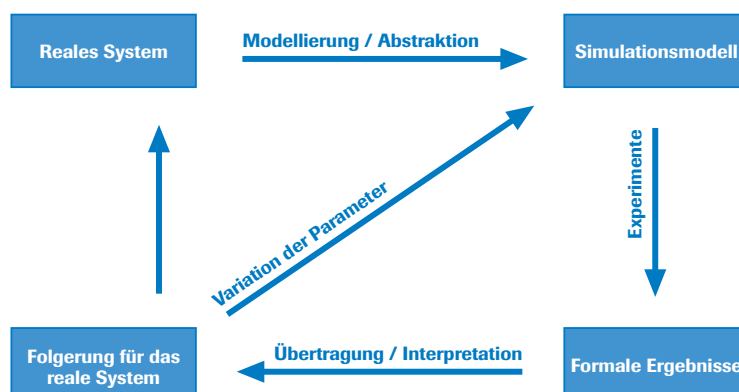 Reales System
Modellierung / Abstraktion
Simulationsmodell
Experimente
Variation der Parameter
Folgerung für das
reale System
Übertragung / Interpretation
Formale Ergebnisse